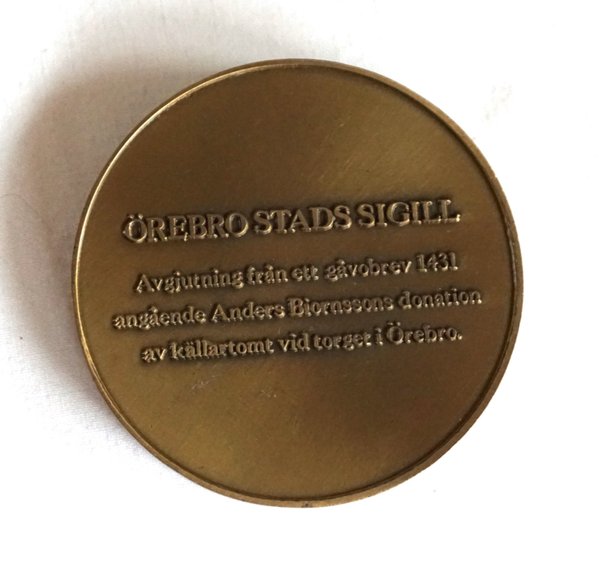 ÖREBRO STADS SIGILL
Avgjutning från ett gåvobrev 1431
angående Anders Biornssons donation
av källartomt vid torget i Örebro.